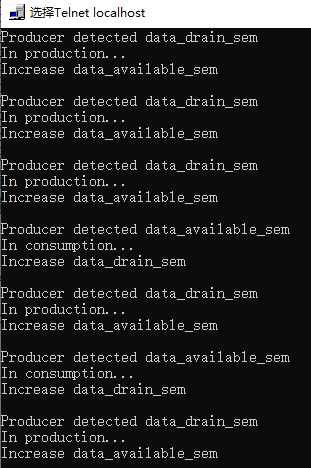 选择Telnet localhost
Producer detected data_drain_sem
In production...
Increase data_available_sem
Producer detected data_drain_sem
In production...
Increase data_available_sem
Producer detected data_drain_sem
In production...
Increase data_available_sem
Producer detected data_available_sem
In consumption...
Increase data_drain_sem
Producer detected data_drain_sem
In production...
Increase data_available_sem
Producer detected data_available_sem
In consumption...
Increase data_drain_sem
Producer detected data_drain_sem
In production...
Increase data_available_sem